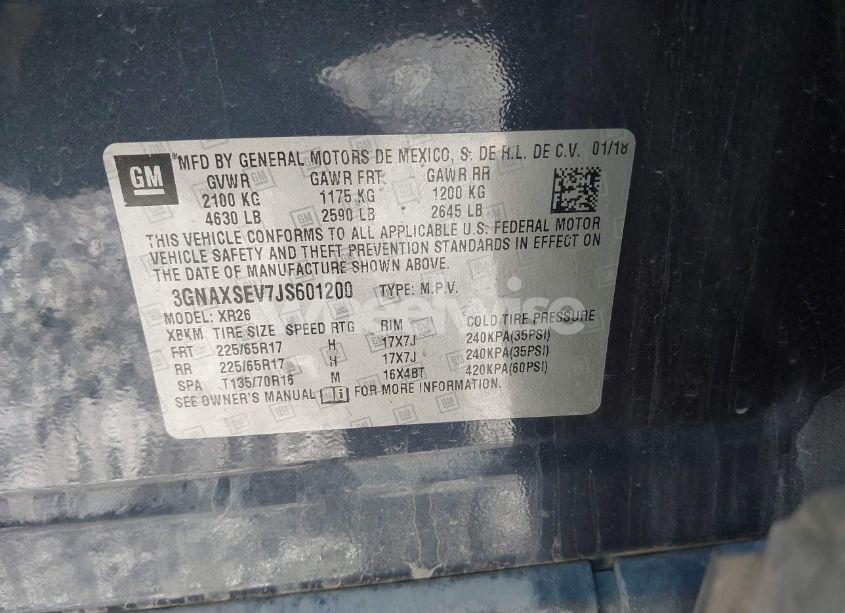 GM
®MFD BY GENERAL MOTORS DE MEXICO, S. DE R.L. DE C.V. 01/18
GVWR GAWR FRT GAWR RR
2100 KG 1175 KG 1200 KG
4630 LB 2590 LB 2645 LB
THIS VEHICLE CONFORMS TO ALL APPLICABLE U.S. FEDERAL MOTOR
VEHICLE SAFETY AND THEFT PREVENTION STANDARDS IN EFFECT ON
THE DATE OF MANUFACTURE SHOWN ABOVE.
3GNAXSEV7JS601200 TYPE: M.P.V.
MODEL: XR26
XBKM TIRE SIZE SPEED RTG RIM COLD TIRE PRESSURE
FRT 225/65R17 H 17X7J 240KPA(35PSI)
RR 225/65R17 H 17X7J 240KPA(35PSI)
SPA T135/70R16 M 16X4BT 420KPA(60PSI)
SEE OWNER'S MANUAL i FOR MORE INFORMATION.